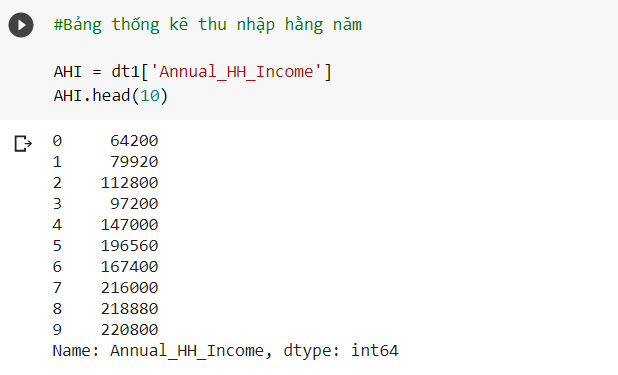 #Bảng thống kê thu nhập hằng năm
AHI = dt1['Annual_HH_Income']
AHI.head(10)
0 64200
1 79920
2 112800
3 97200
4 147000
5 196560
6 167400
7 216000
8 218880
9 220800
Name: Annual_HH_Income, dtype: int64